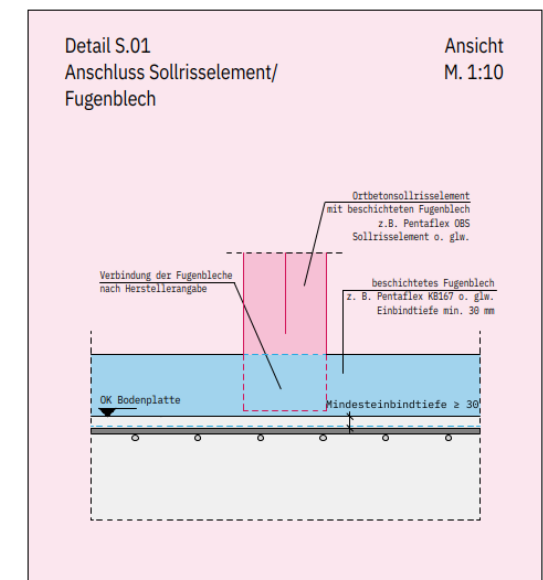 Detail S.01
Anschluss Sollrisselement/
Fugenblech
Ansicht
M. 1:10
Ortbetonsollrisselement
mit beschichteten Fugenblech
z.B. Pentaflex OBS
Sollrisselement o. glw.
Verbindung der Fugenbleche
nach Herstellerangabe
beschichtetes Fugenblech
z. B. Pentaflex KB167 o. glw.
Einbindtiefe min. 30 mm
OK Bodenplatte
Mindesteinbindtiefe ≥ 30